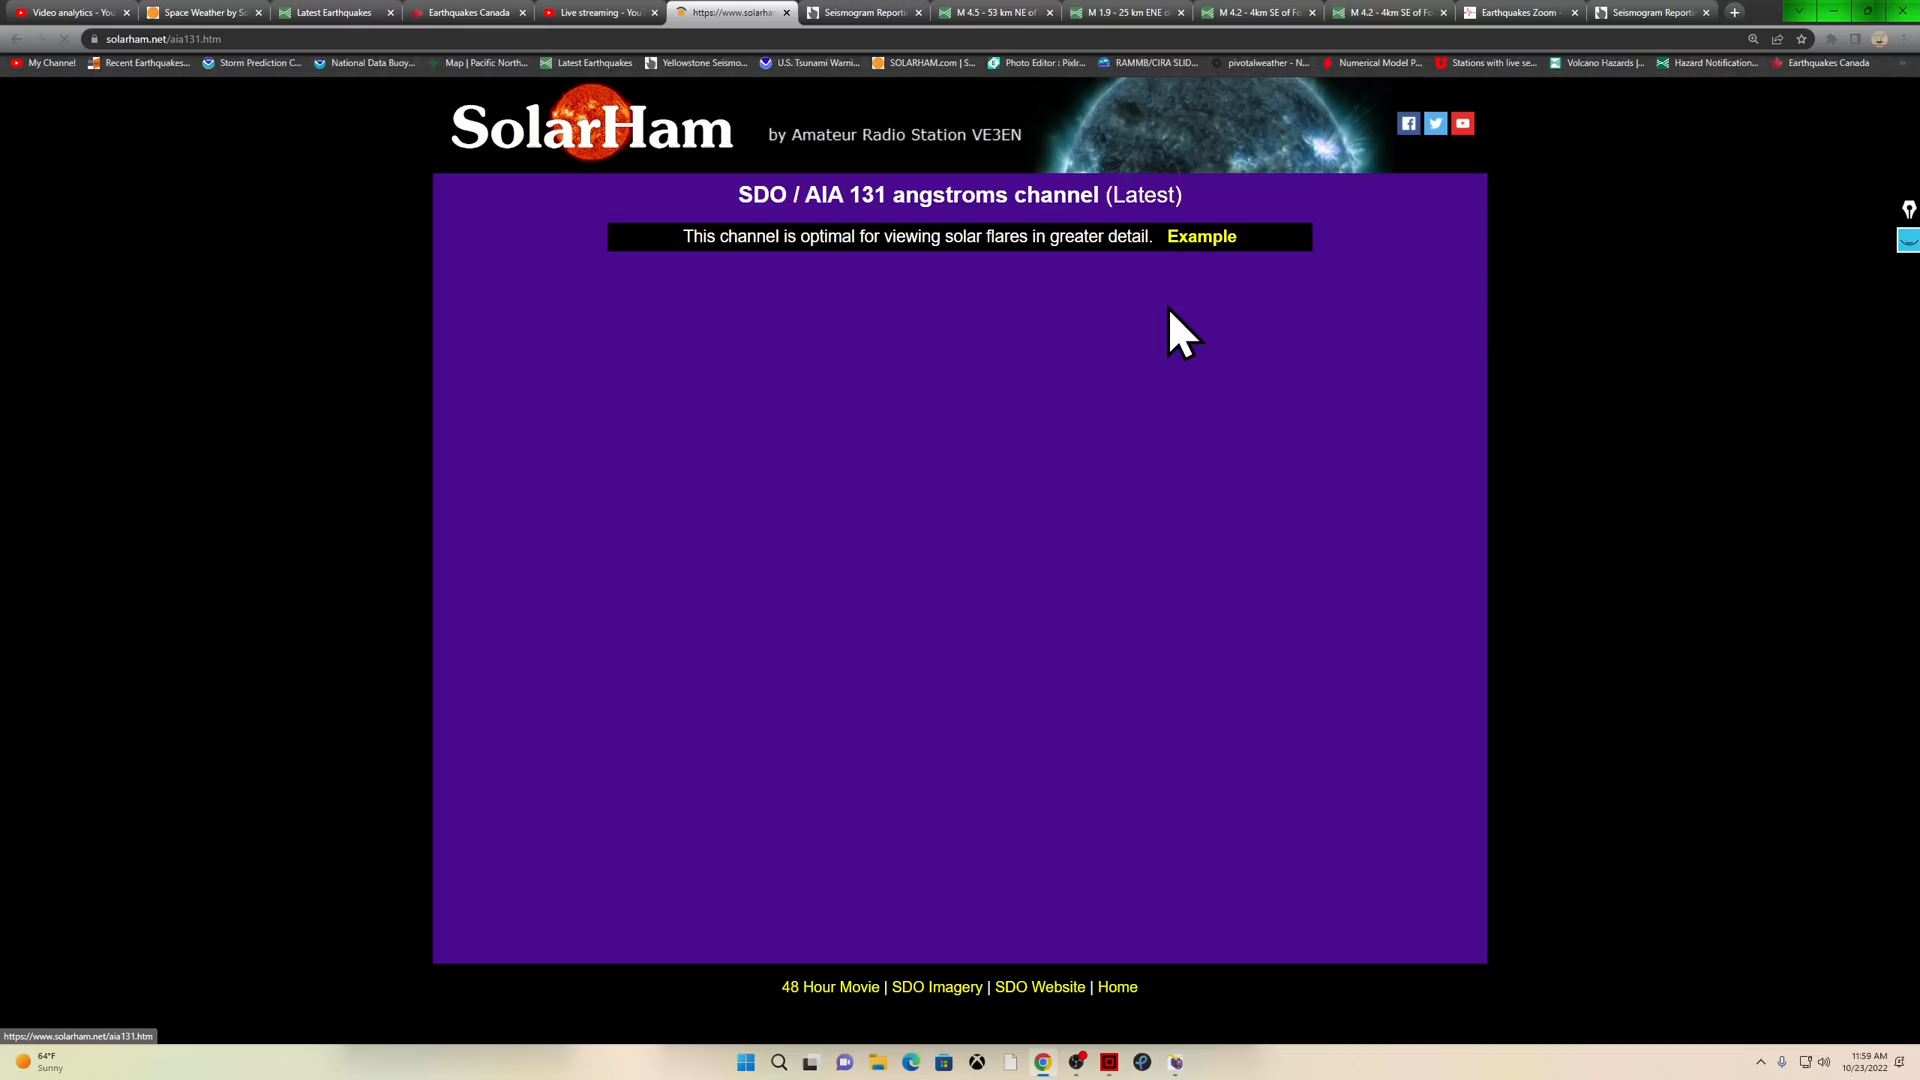 Video analytics - You
Space Weather by So
Latest Earthquakes
Earthquakes Canada
Live streaming - You
https://www.solarha
Seismogram Reportin
M 4.5 - 53 km NE of
M 1.9 - 25 km ENE o
M 4.2 - 4km SE of Fo
M 4.2 - 4km SE of Fo
Earthquakes Zoom -
Seismogram Reportin
solarham.net/aia131.htm
My Channel
Recent Earthquakes...
Storm Prediction C...
National Data Buoy...
Map | Pacific North...
Latest Earthquakes
Yellowstone Seismo...
U.S. Tsunami Warni...
SOLARHAM.com | S...
Photo Editor : Pixlr...
RAMMB/CIRA SLID...
pivotalweather - N...
Numerical Model P...
Stations with live se...
Volcano Hazards |...
Hazard Notification...
Earthquakes Canada
SolarHam
by Amateur Radio Station VE3EN
SDO / AIA 131 angstroms channel (Latest)
This channel is optimal for viewing solar flares in greater detail. Example
48 Hour Movie | SDO Imagery | SDO Website | Home
https://www.solarham.net/aia131.htm
64°F
Sunny
11:59 AM
10/23/2022